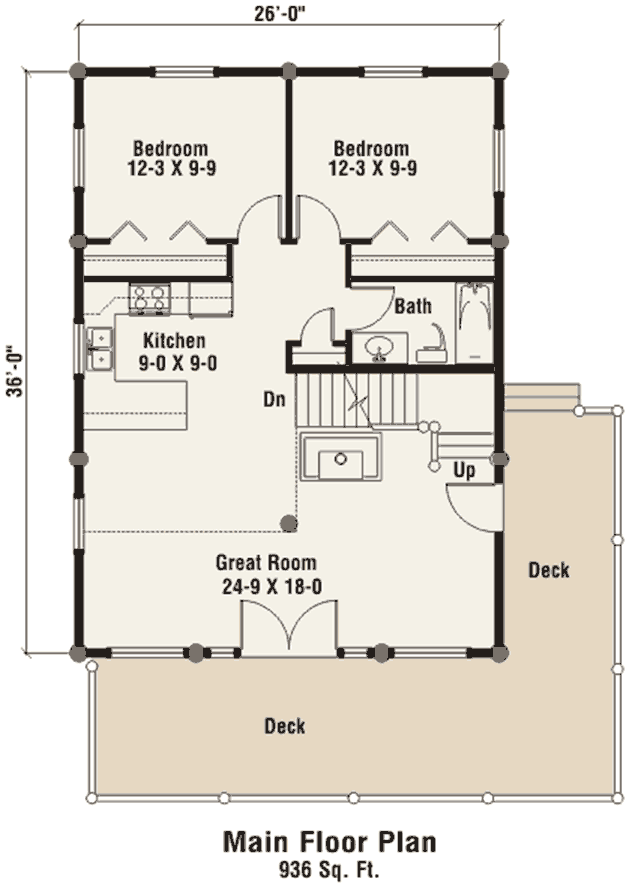 26'-0"
Bedroom
12-3 X 9-9
Bedroom
12-3 X 9-9
Bath
Kitchen
9-0 X 9-0
36'-0"
Dn
Up
Great Room
24-9 X 18-0
Deck
Deck
Main Floor Plan
936 Sq. Ft.